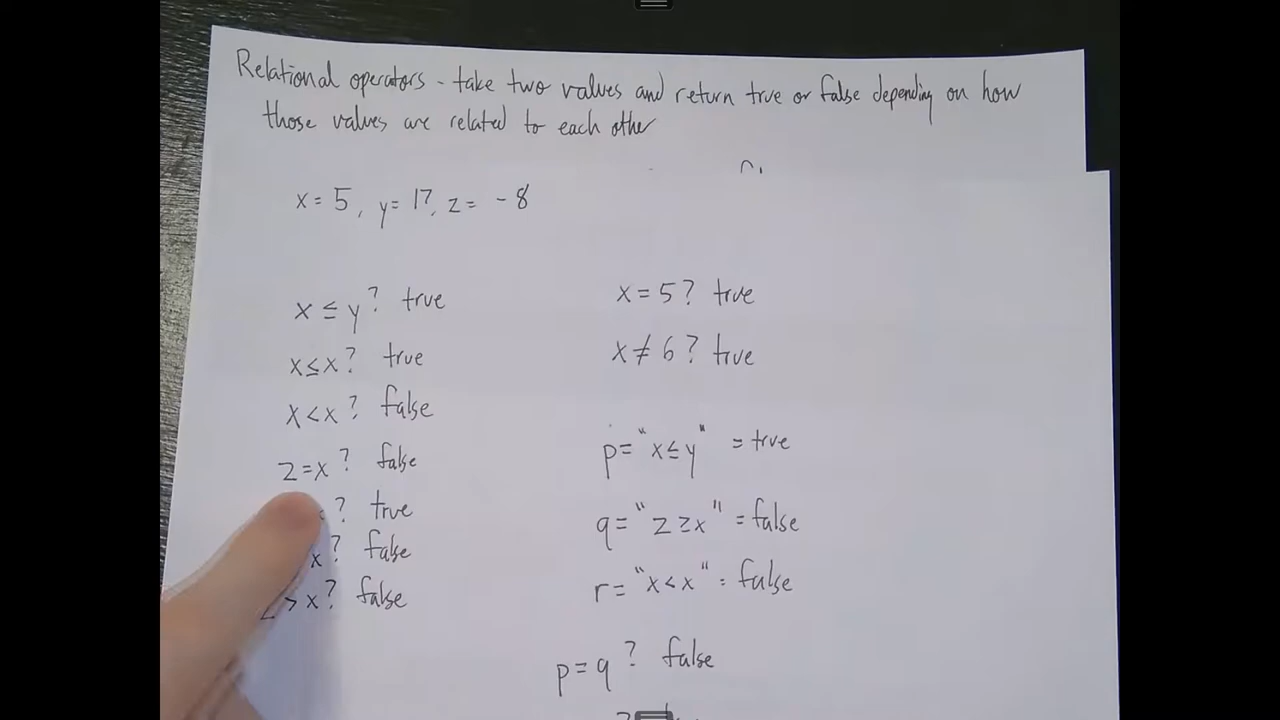 Relational operators - take two values and return true or false depending on how
those values are related to each other
x = 5, y = 17, z = -8
x ≤ y? true
x ≤ x? true
x < x? false
z = x? false
? true
x? false
z > x? false
x = 5? true
x ≠ 6? true
p = "x ≤ y" = true
q = "z ≥ x" = false
r = "x < x" = false
p = q? false